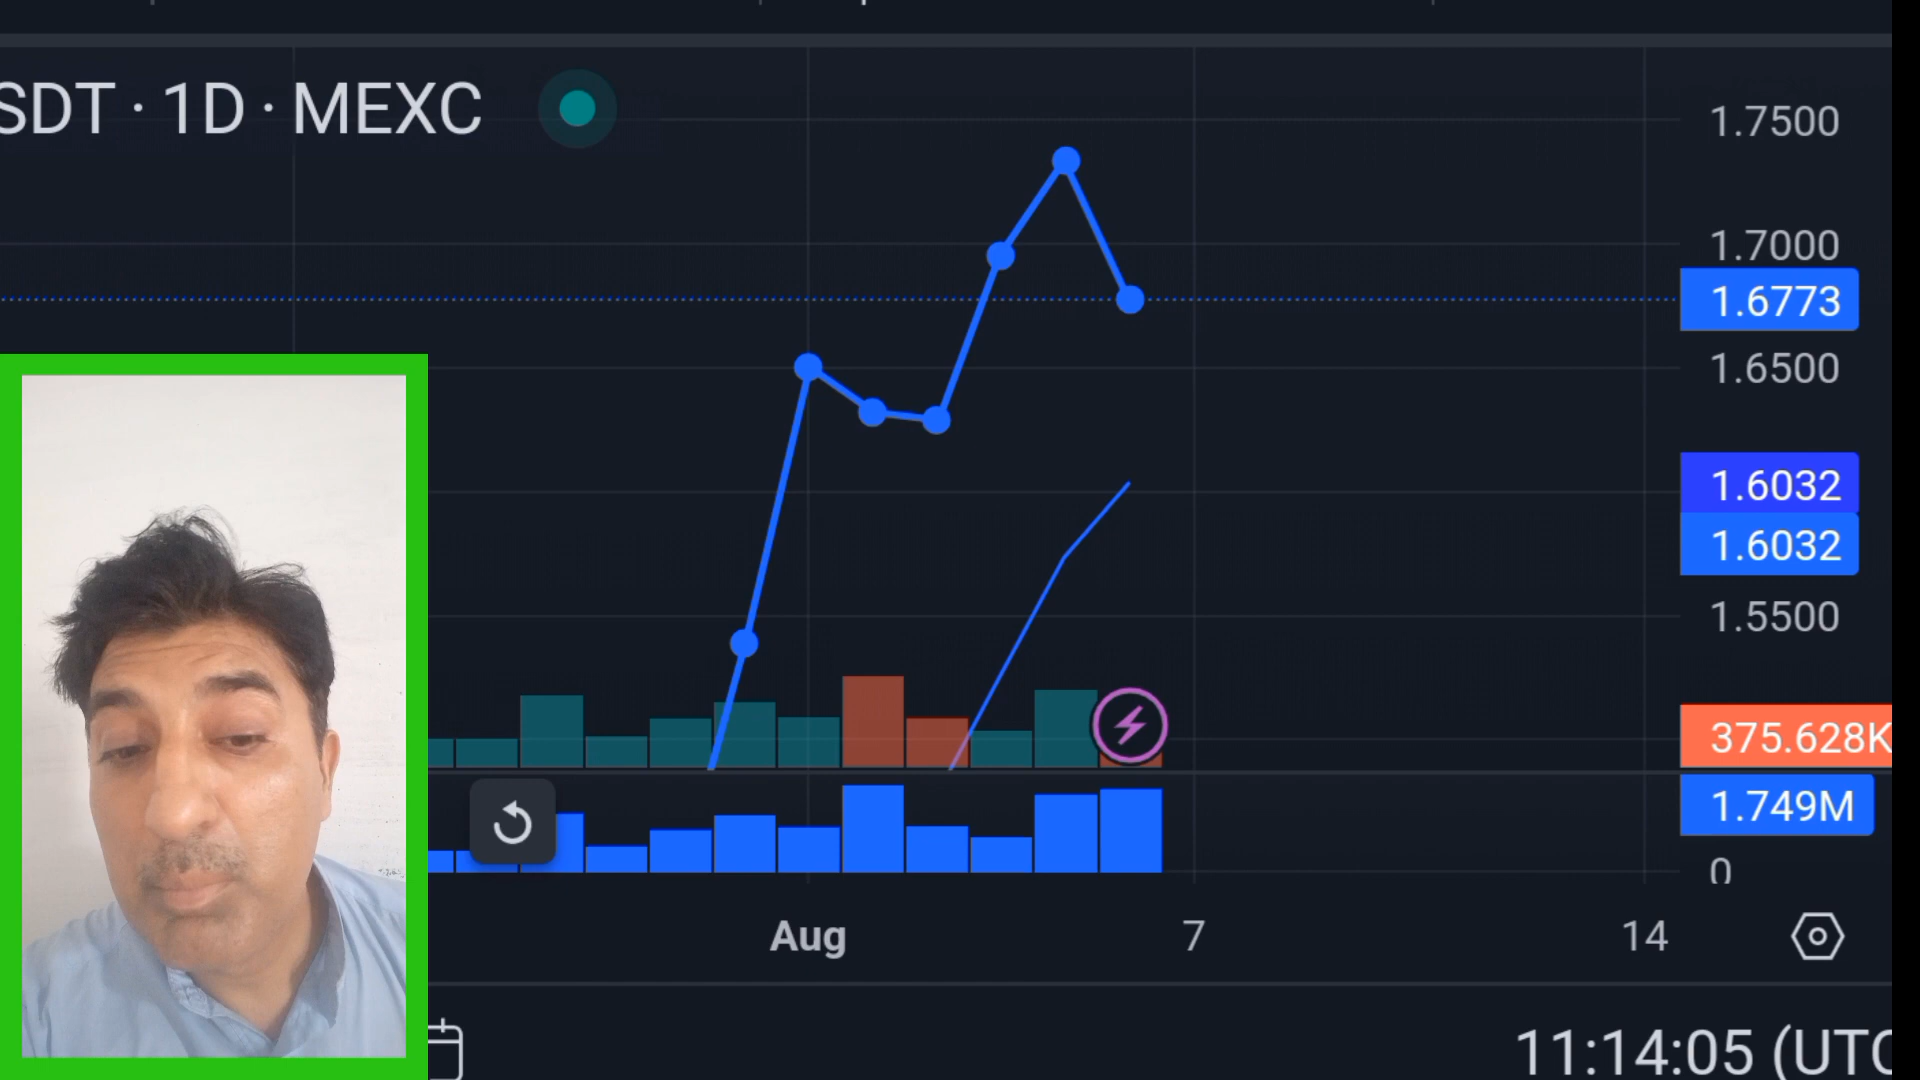 SDT · 1D · MEXC
1.7500
1.7000
1.6773
1.6500
1.6032
1.6032
1.5500
375.628K
1.749M
0
Aug 7 14
11:14:05 (UTC